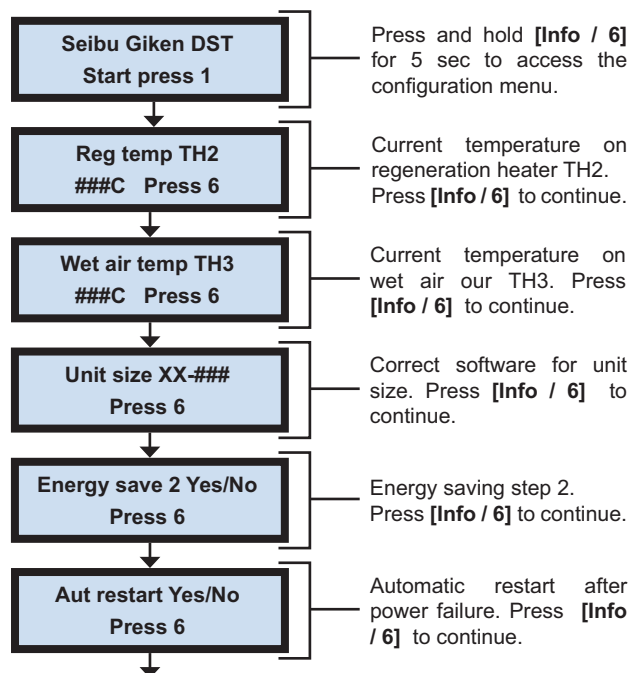 Seibu Giken DST
Start press 1
Press and hold [Info / 6]
for 5 sec to access the
configuration menu.
Reg temp TH2
###C Press 6
Current temperature on
regeneration heater TH2.
Press [Info / 6] to continue.
Wet air temp TH3
###C Press 6
Current temperature on
wet air our TH3. Press
[Info / 6] to continue.
Unit size XX-###
Press 6
Correct software for unit
size. Press [Info / 6] to
continue.
Energy save 2 Yes/No
Press 6
Energy saving step 2.
Press [Info / 6] to continue.
Aut restart Yes/No
Press 6
Automatic restart after
power failure. Press [Info
/ 6] to continue.